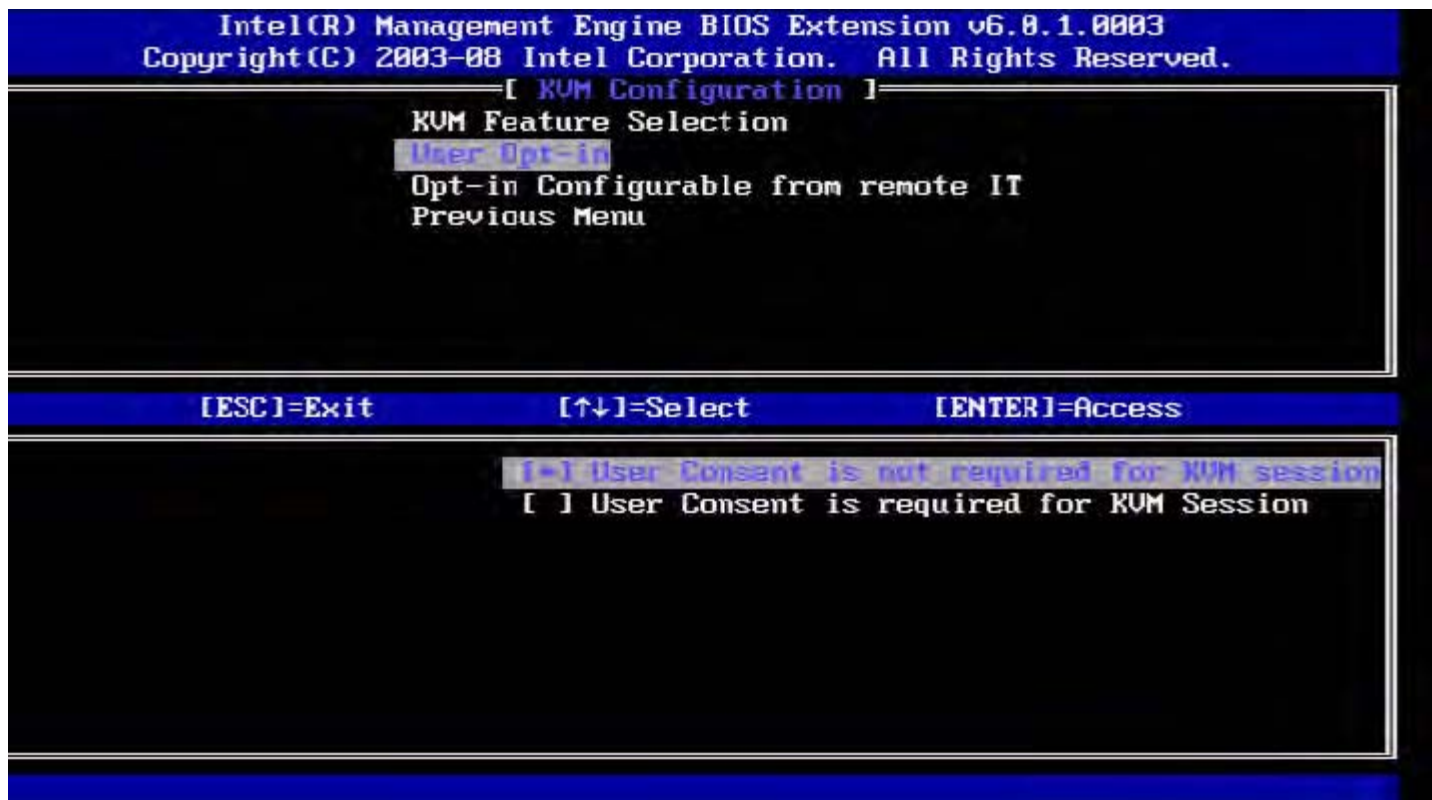 Intel(R) Management Engine BIOS Extension v6.0.1.0003
Copyright(C) 2003-08 Intel Corporation. All Rights Reserved.
[ KVM Configuration ]
KVM Feature Selection
User Opt-in
Opt-in Configurable from remote IT
Previous Menu
[ESC]=Exit [↑↓]=Select [ENTER]=Access
[*] User Consent is not required for KVM session
[ ] User Consent is required for KVM Session